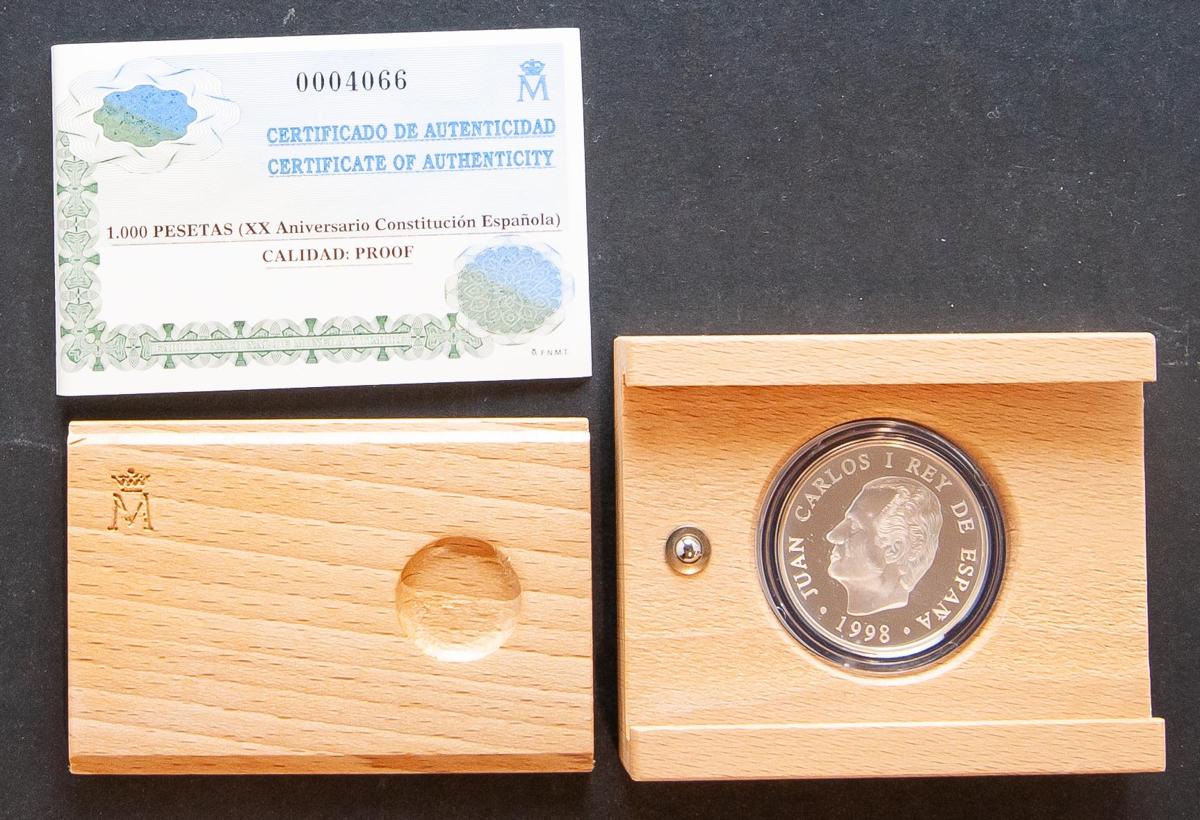 0004066
M
CERTIFICADO DE AUTENTICIDAD
CERTIFICATE OF AUTHENTICITY
1.000 PESETAS (XX Aniversario Constitución Española)
CALIDAD: PROOF
F.N.M.T.
M
JUAN CARLOS I REY DE ESPAÑA
• 1998 •